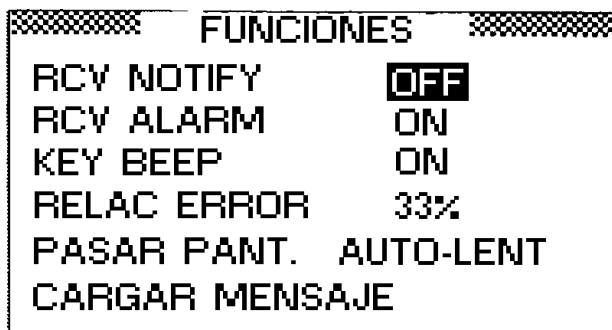 FUNCIONES
RCV NOTIFY OFF
RCV ALARM ON
KEY BEEP ON
RELAC ERROR 33%
PASAR PANT. AUTO-LENT
CARGAR MENSAJE